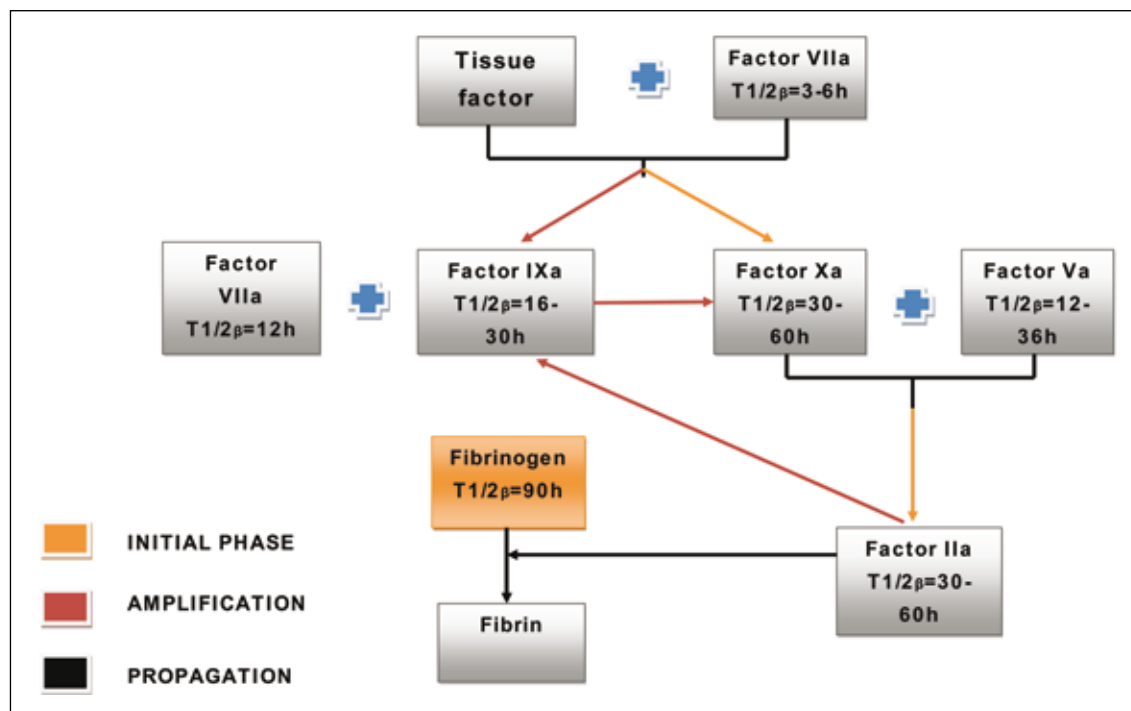 Tissue
factor
Factor VIIa
T1/2β=3-6h
Factor
VIIa
T1/2β=12h
Factor IXa
T1/2β=16-
30h
Factor Xa
T1/2β=30-
60h
Factor Va
T1/2β=12-
36h
Fibrinogen
T1/2β=90h
Factor IIa
T1/2β=30-
60h
Fibrin
INITIAL PHASE
AMPLIFICATION
PROPAGATION